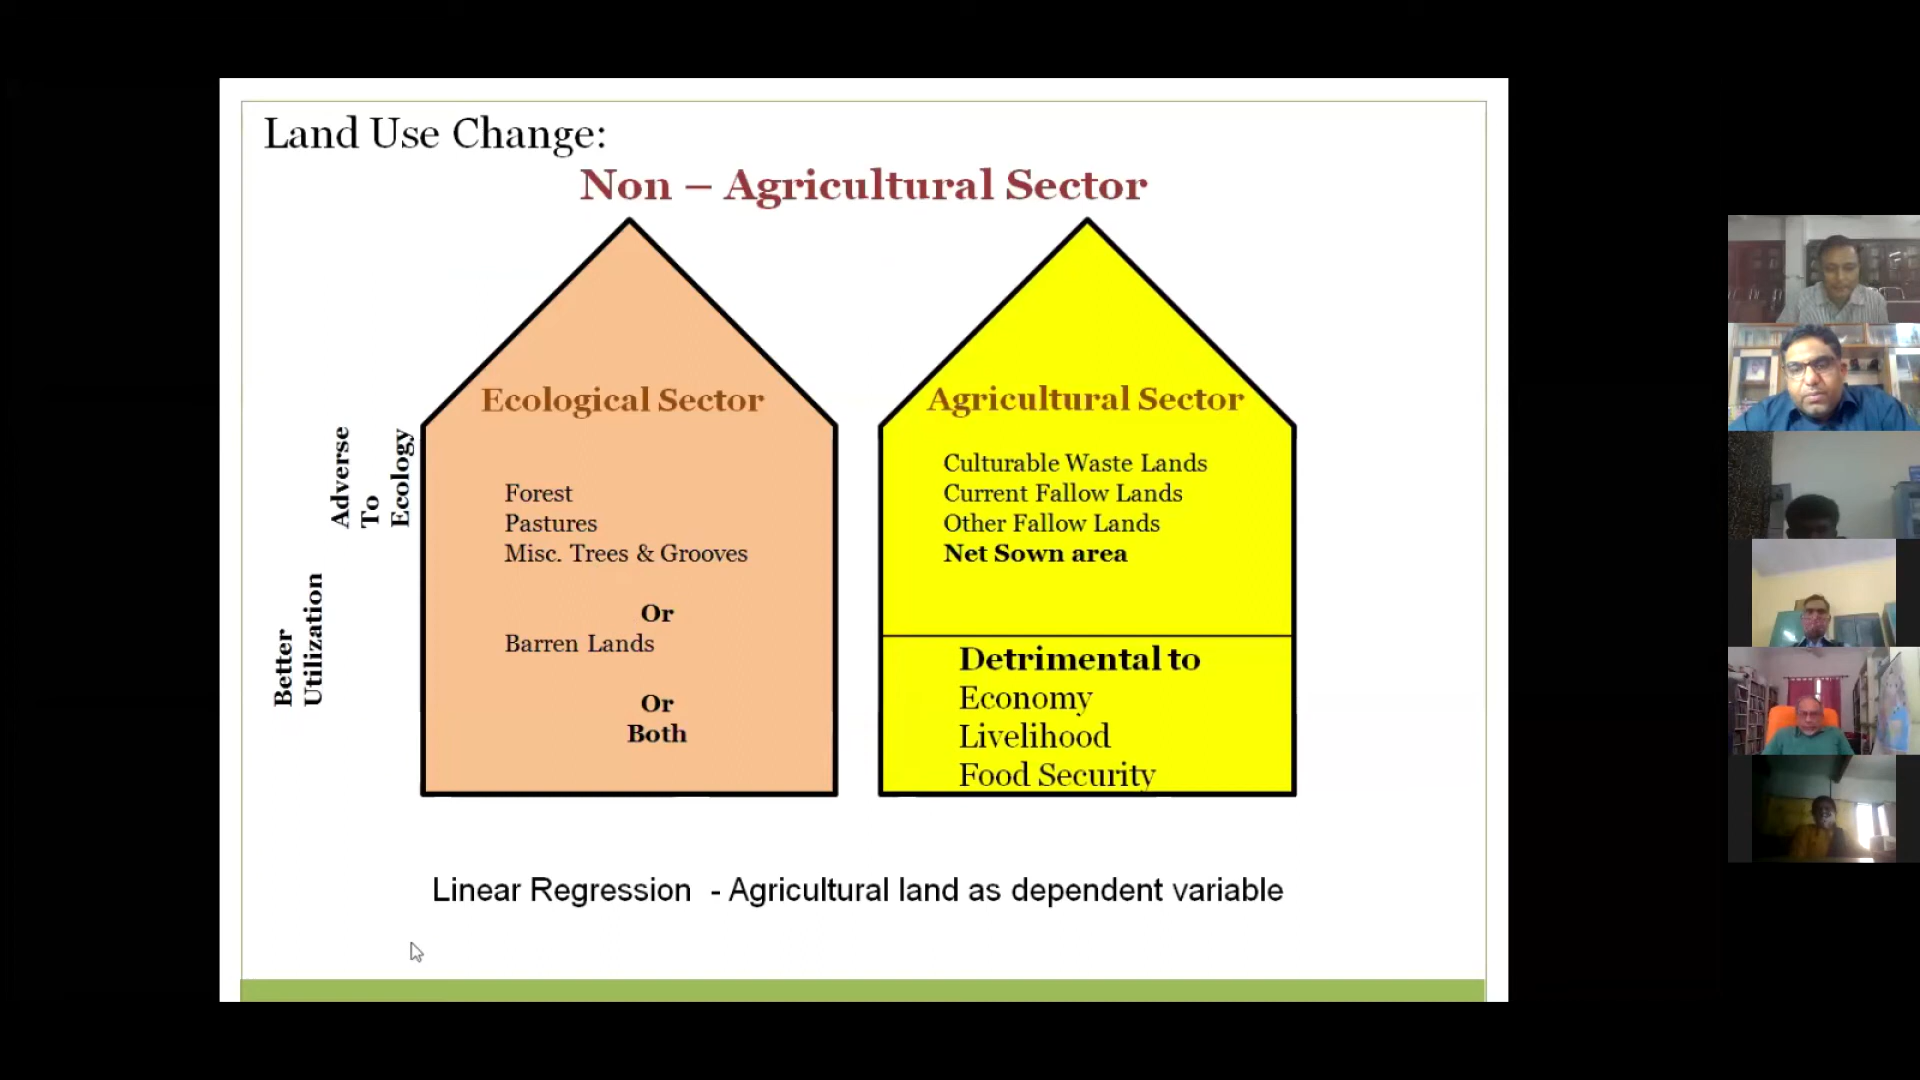 Land Use Change:
Non – Agricultural Sector
Adverse
To
Ecology
Better
Utilization
Ecological Sector
Forest
Pastures
Misc. Trees & Grooves
Or
Barren Lands
Or
Both
Agricultural Sector
Culturable Waste Lands
Current Fallow Lands
Other Fallow Lands
Net Sown area
Detrimental to
Economy
Livelihood
Food Security
Linear Regression - Agricultural land as dependent variable